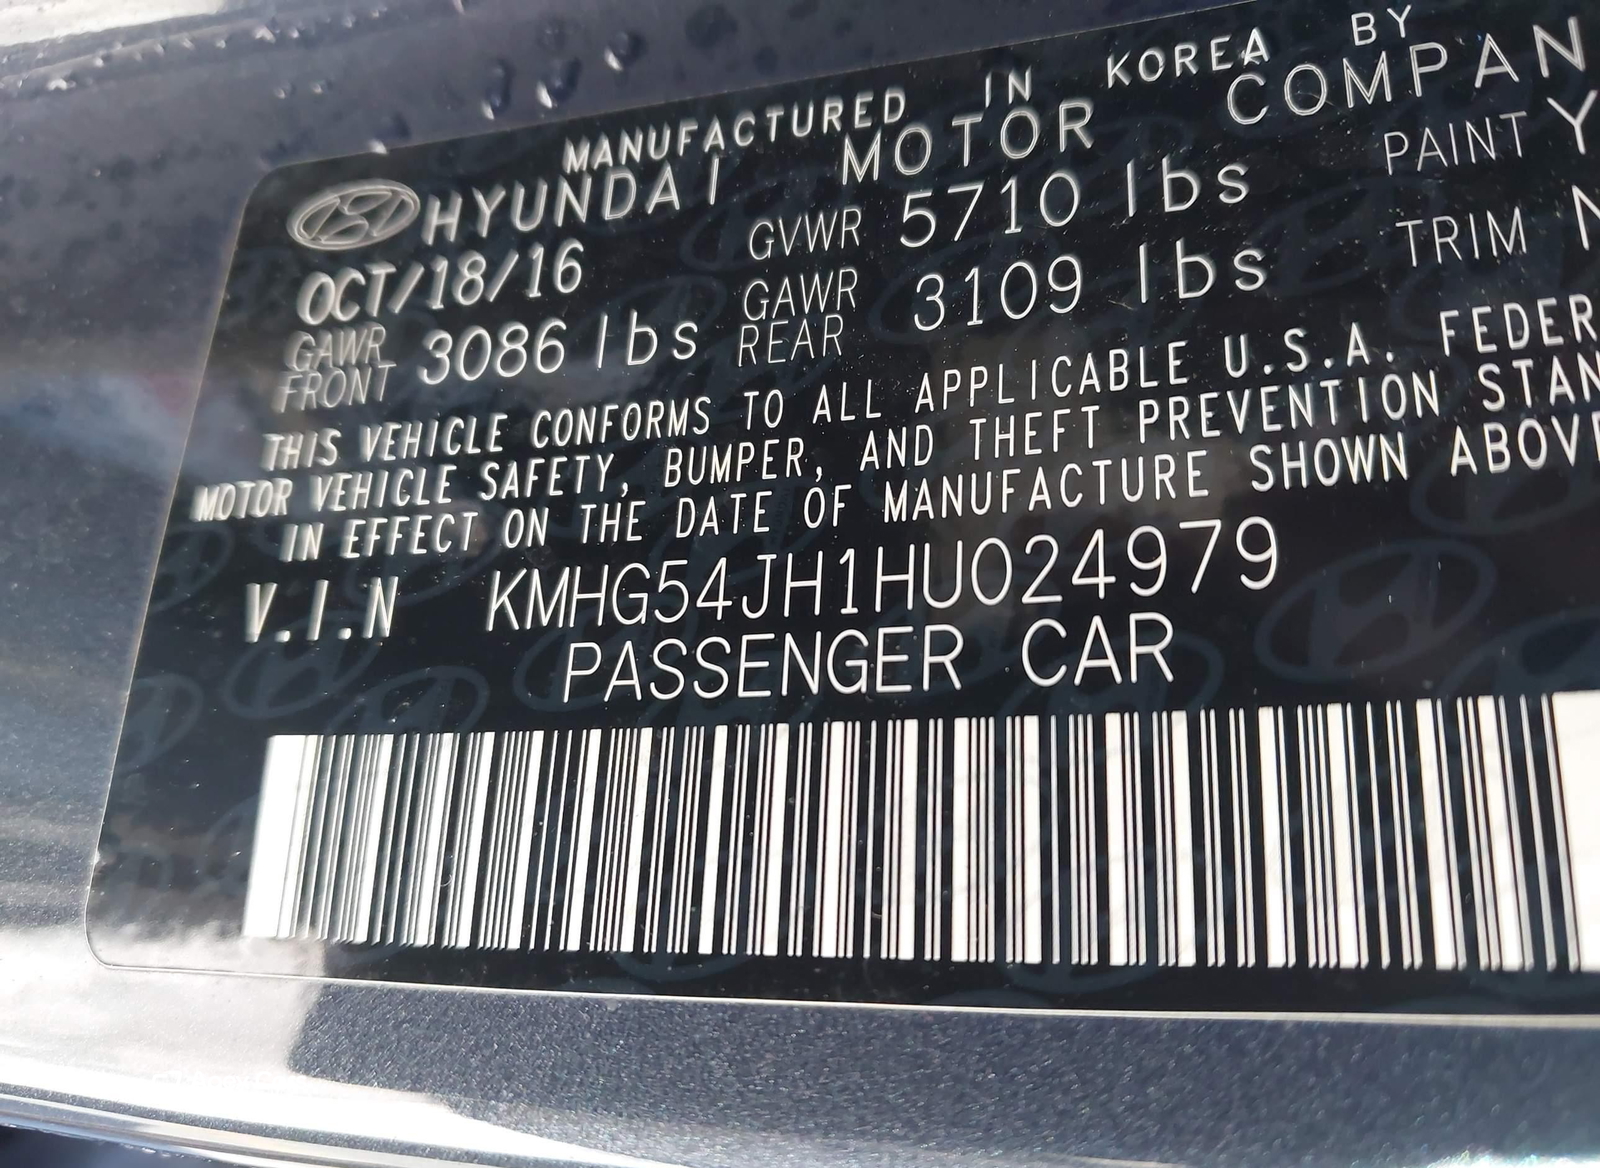 MANUFACTURED IN KOREA BY
HYUNDAI MOTOR COMPAN
OCT/18/16 GVWR 5710 lbs PAINT Y
GAWR FRONT 3086 lbs GAWR REAR 3109 lbs TRIM N
THIS VEHICLE CONFORMS TO ALL APPLICABLE U.S.A. FEDER
MOTOR VEHICLE SAFETY, BUMPER, AND THEFT PREVENTION STAN
IN EFFECT ON THE DATE OF MANUFACTURE SHOWN ABOVE
V.I.N KMHG54JH1HU024979
PASSENGER CAR